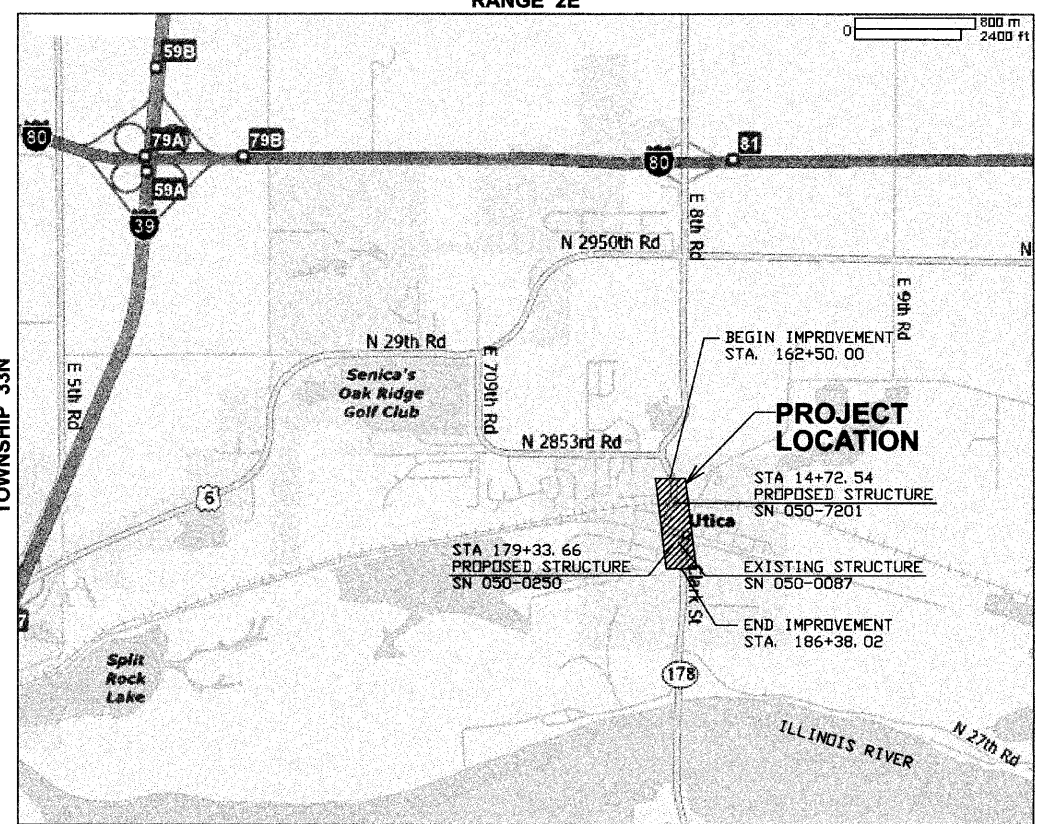 RANGE 2E
0
800 m
2400 ft
59B
80
79A
79B
80
81
59A
39
E 8th Rd
N 2950th Rd
N
E 9th Rd
TOWNSHIP 33N
E 5th Rd
N 29th Rd
E 709th Rd
Senica's
Oak Ridge
Golf Club
BEGIN IMPROVEMENT
STA. 162+50.00
PROJECT
LOCATION
N 2853rd Rd
6
STA 14+72.54
PROPOSED STRUCTURE
SN 050-7201
Utica
STA 179+33.66
PROPOSED STRUCTURE
SN 050-0250
EXISTING STRUCTURE
SN 050-0087
Clark St
7
END IMPROVEMENT
STA. 186+38.02
Split
Rock
Lake
178
ILLINOIS RIVER
N 27th Rd